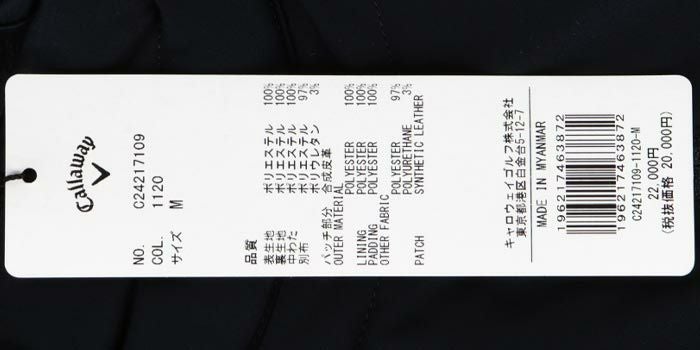 Callaway
NO. C24217109
COL. 1120
サイズ M
品質
表生地 ポリエステル 100%
裏生地 ポリエステル 100%
中わた ポリエステル 100%
別布 ポリエステル 97%
ポリウレタン 3%
パッチ部分 合成皮革
OUTER MATERIAL
POLYESTER 100%
LINING POLYESTER 100%
PADDING POLYESTER 100%
OTHER FABRIC
POLYESTER 97%
POLYURETHANE 3%
PATCH SYNTHETIC LEATHER
キャロウェイゴルフ株式会社
東京都港区白金台5-12-7
MADE IN MYANMAR
196217463872
196217463872
C24217109-1120-M
22,000円
(税抜価格 20,000円)